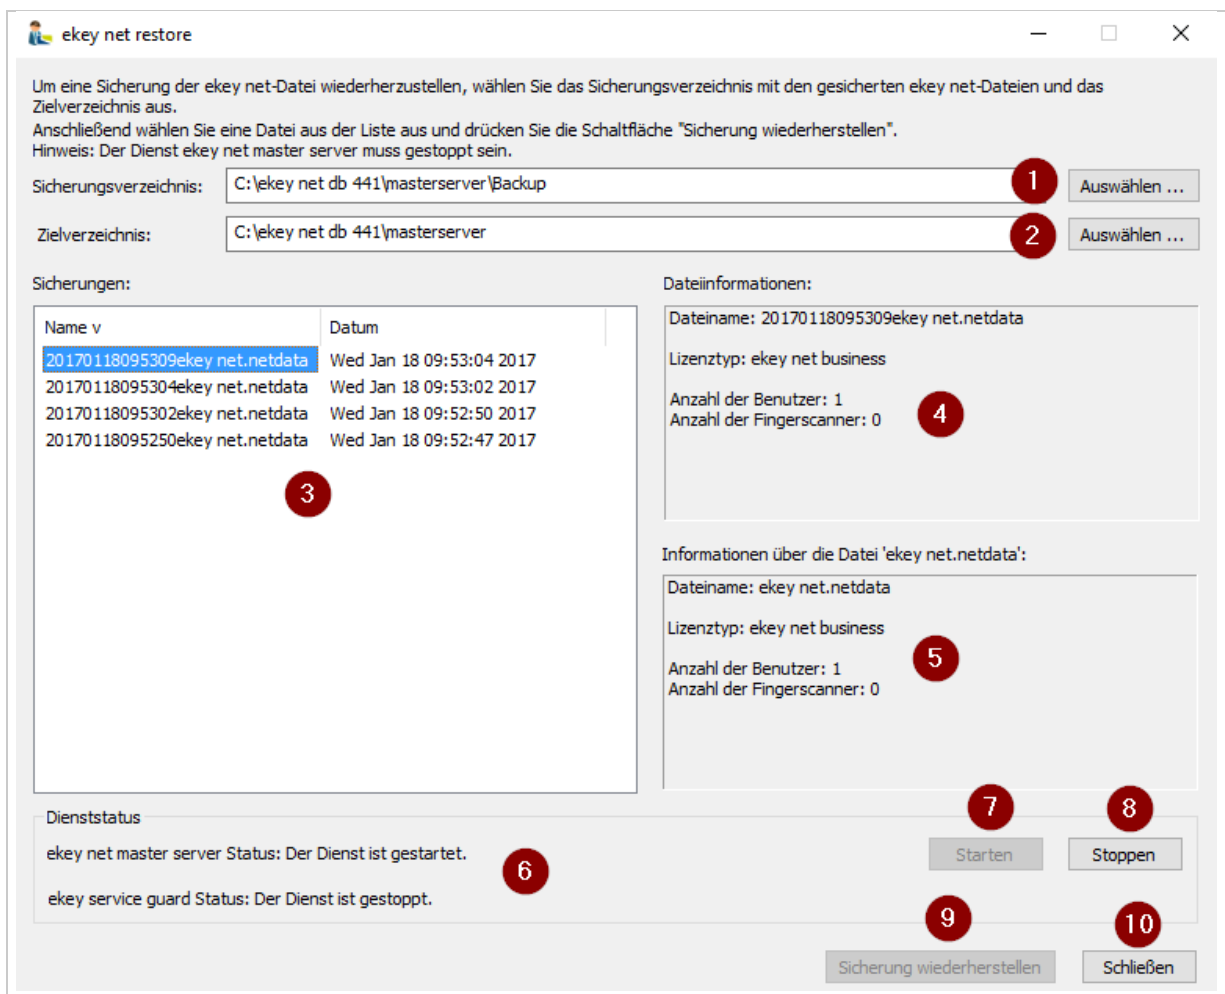 ekey net restore
Um eine Sicherung der ekey net-Datei wiederherzustellen, wählen Sie das Sicherungsverzeichnis mit den gesicherten ekey net-Dateien und das
Zielverzeichnis aus.
Anschließend wählen Sie eine Datei aus der Liste aus und drücken Sie die Schaltfläche "Sicherung wiederherstellen".
Hinweis: Der Dienst ekey net master server muss gestoppt sein.
Sicherungsverzeichnis: C:\ekey net db 441\masterserver\Backup 1 Auswählen ...
Zielverzeichnis: C:\ekey net db 441\masterserver 2 Auswählen ...
Sicherungen:
Name v Datum
20170118095309ekey net.netdata Wed Jan 18 09:53:04 2017
20170118095304ekey net.netdata Wed Jan 18 09:53:02 2017
20170118095302ekey net.netdata Wed Jan 18 09:52:50 2017
20170118095250ekey net.netdata Wed Jan 18 09:52:47 2017
3
Dateiinformationen:
Dateiname: 20170118095309ekey net.netdata
Lizenztyp: ekey net business
Anzahl der Benutzer: 1
Anzahl der Fingerscanner: 0
4
Informationen über die Datei 'ekey net.netdata':
Dateiname: ekey net.netdata
Lizenztyp: ekey net business
Anzahl der Benutzer: 1
Anzahl der Fingerscanner: 0
5
Dienststatus
ekey net master server Status: Der Dienst ist gestartet.
ekey service guard Status: Der Dienst ist gestoppt.
6
7 8
Starten Stoppen
9 10
Sicherung wiederherstellen Schließen